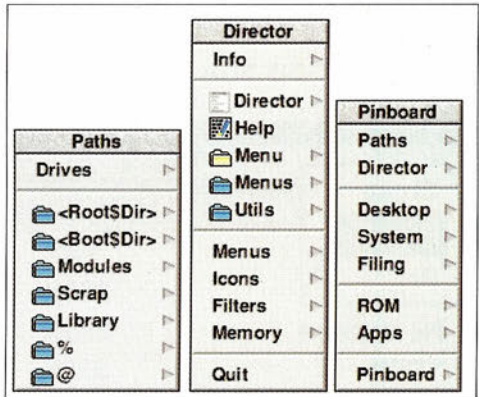 Paths
Drives
<Root$Dir>
<Boot$Dir>
Modules
Scrap
Library
%
@
Director
Info
Director
Help
Menu
Menus
Utils
Menus
Icons
Filters
Memory
Quit
Pinboard
Paths
Director
Desktop
System
Filing
ROM
Apps
Pinboard